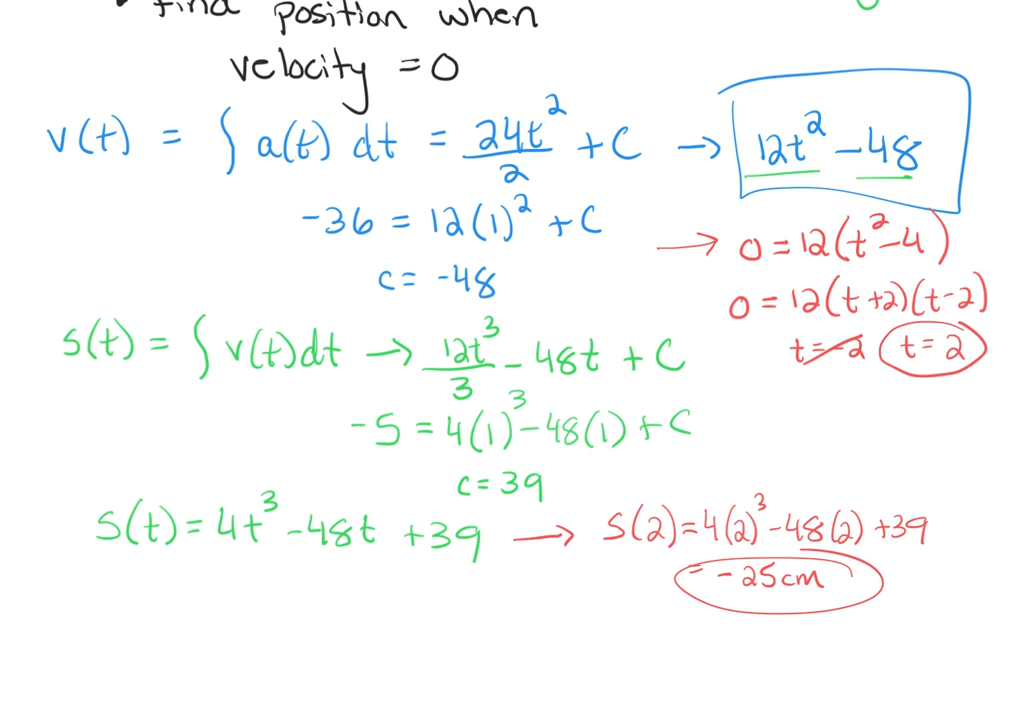 find position when
velocity = 0
v(t) = ∫ a(t) dt = 24t²/2 + C → 12t² - 48
-36 = 12(1)² + C
c = -48
→ 0 = 12(t² - 4)
0 = 12(t+2)(t-2)
t = -2 t = 2
s(t) = ∫ v(t)dt → 12t³/3 - 48t + C
-5 = 4(1)³ - 48(1) + C
c = 39
s(t) = 4t³ - 48t + 39 → s(2) = 4(2)³ - 48(2) + 39
= -25cm